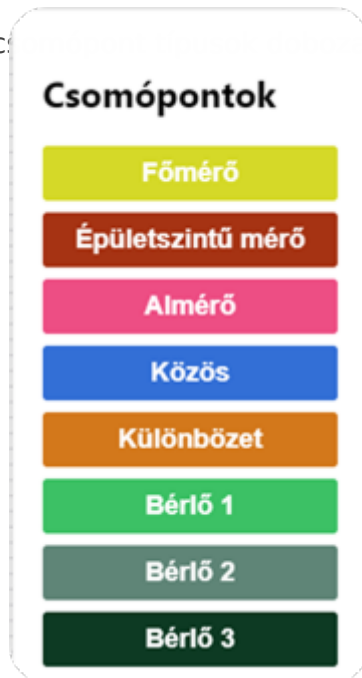 Csomópontok
Főmérő
Épületszintű mérő
Almérő
Közös
Különbözet
Bérlő 1
Bérlő 2
Bérlő 3